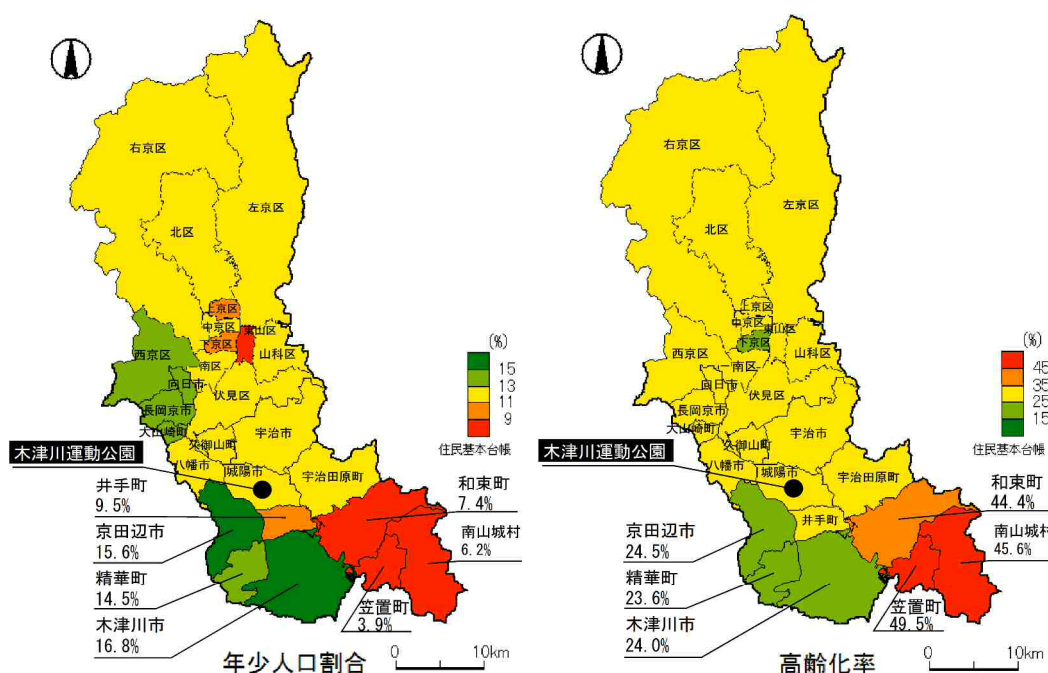 右京区
左京区
北区
上京区
中京区
東山区
下京区
山科区
西京区
南区
向日市
伏見区
長岡京市
大山崎町
宇治市
久御山町
木津川運動公園
八幡市
城陽市
宇治田原町
井手町
9.5%
和束町
7.4%
京田辺市
15.6%
南山城村
6.2%
精華町
14.5%
笠置町
3.9%
木津川市
16.8%
(%)
15
13
11
9
住民基本台帳
年少人口割合
0
10km
右京区
左京区
北区
上京区
中京区
東山区
下京区
山科区
西京区
南区
向日市
伏見区
長岡京市
大山崎町
宇治市
久御山町
木津川運動公園
八幡市
城陽市
宇治田原町
井手町
和束町
44.4%
京田辺市
24.5%
南山城村
45.6%
精華町
23.6%
笠置町
49.5%
木津川市
24.0%
(%)
45
35
25
15
住民基本台帳
高齢化率
0
10km